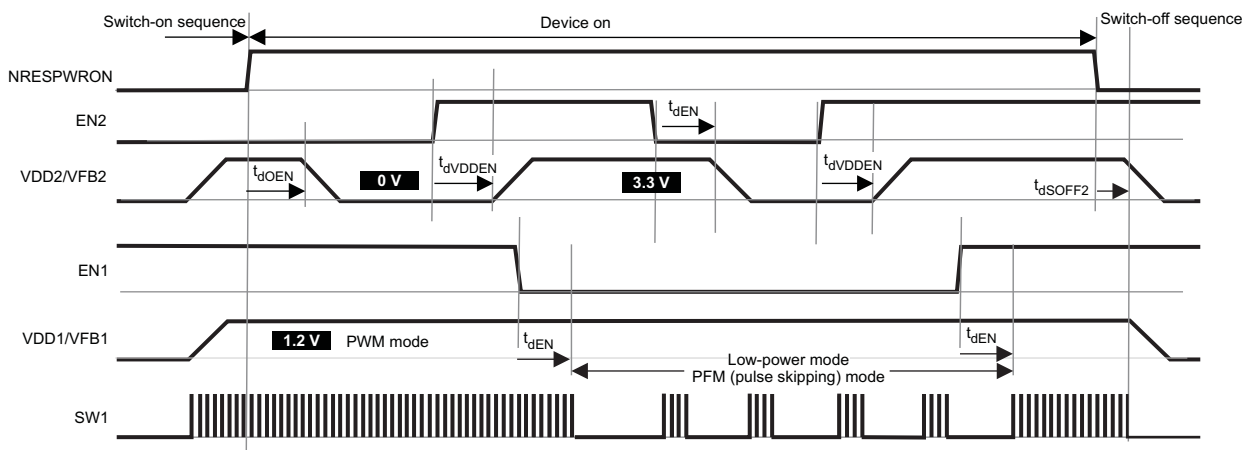 Switch-on sequence
Device on
Switch-off sequence
NRESPWRON
EN2
tdEN
VDD2/VFB2
tdOEN
0 V
tdVDDEN
3.3 V
tdVDDEN
tdSOFF2
EN1
VDD1/VFB1
1.2 V PWM mode
tdEN
Low-power mode
PFM (pulse skipping) mode
tdEN
SW1